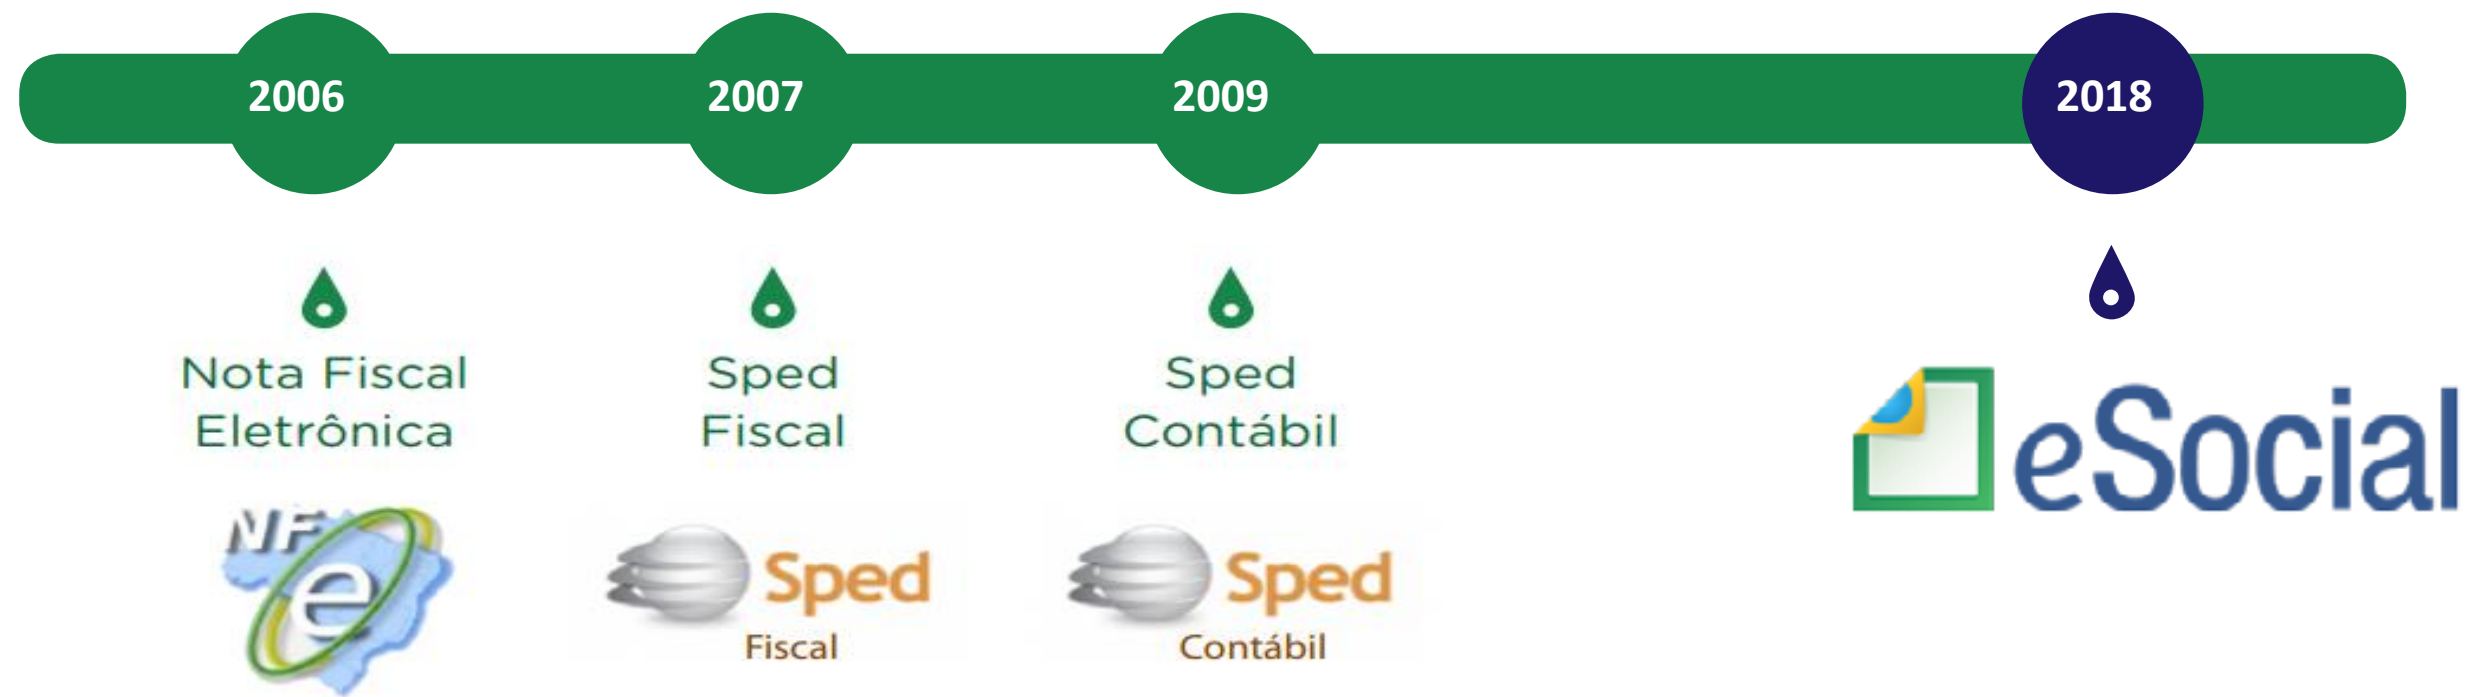 2006
2007
2009
2018
Nota Fiscal
Eletrônica
Sped
Fiscal
Sped
Contábil
NF
e
Sped
Fiscal
Sped
Contábil
eSocial